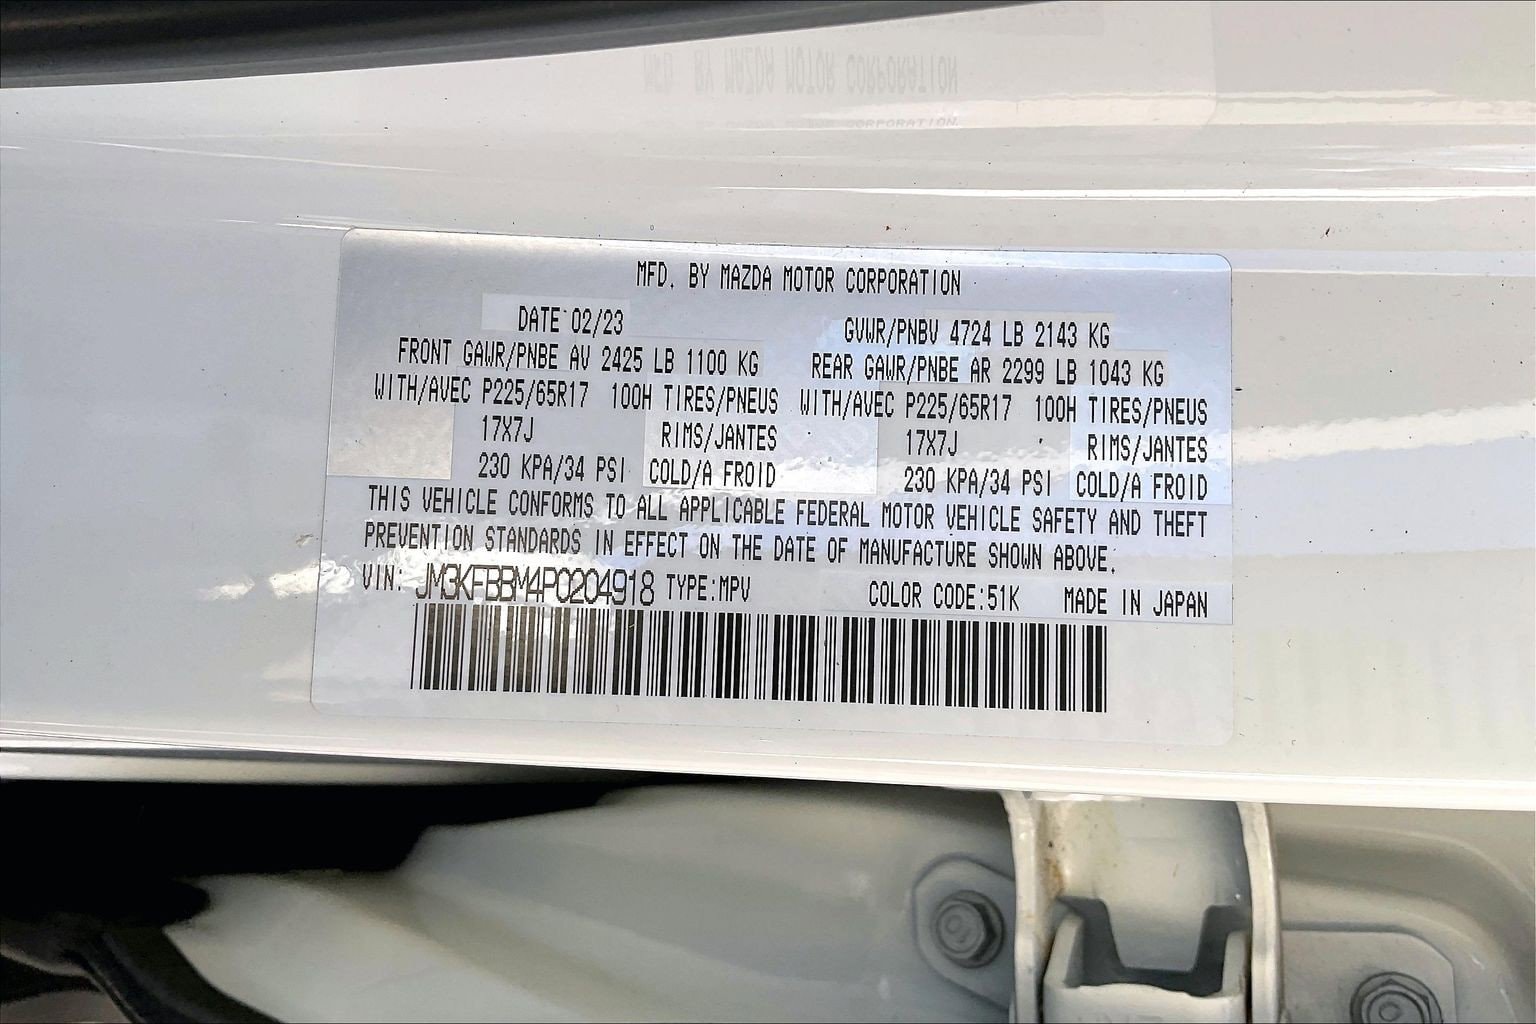 MFD. BY MAZDA MOTOR CORPORATION
DATE 02/23 GVWR/PNBV 4724 LB 2143 KG
FRONT GAWR/PNBE AV 2425 LB 1100 KG REAR GAWR/PNBE AR 2299 LB 1043 KG
WITH/AVEC P225/65R17 100H TIRES/PNEUS WITH/AVEC P225/65R17 100H TIRES/PNEUS
17X7J RIMS/JANTES 17X7J RIMS/JANTES
230 KPA/34 PSI COLD/A FROID 230 KPA/34 PSI COLD/A FROID
THIS VEHICLE CONFORMS TO ALL APPLICABLE FEDERAL MOTOR VEHICLE SAFETY AND THEFT
PREVENTION STANDARDS IN EFFECT ON THE DATE OF MANUFACTURE SHOWN ABOVE.
VIN: JM3KFBBM4P0204918 TYPE:MPV COLOR CODE:51K MADE IN JAPAN